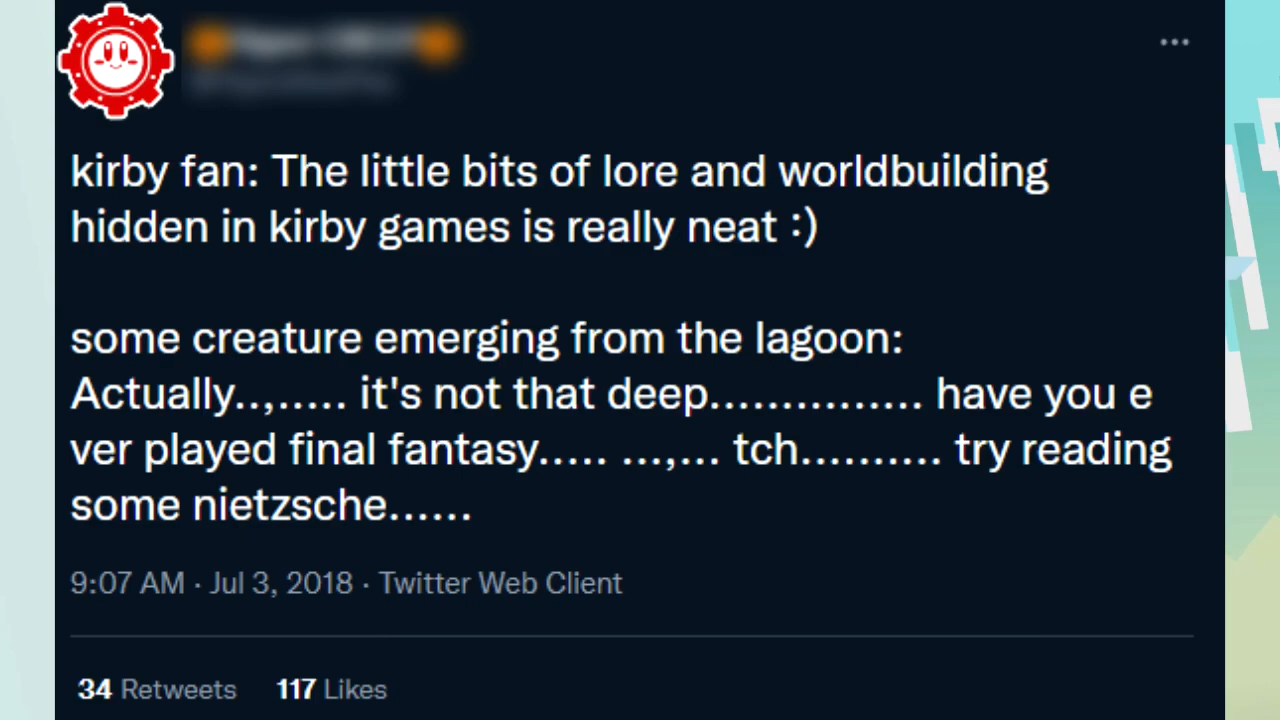 kirby fan: The little bits of lore and worldbuilding
hidden in kirby games is really neat :)
some creature emerging from the lagoon:
Actually..,..... it's not that deep............... have you e
ver played final fantasy..... ...,... tch.......... try reading
some nietzsche......
9:07 AM · Jul 3, 2018 · Twitter Web Client
34 Retweets 117 Likes